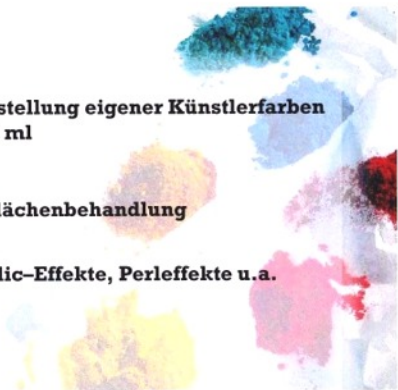 stellung eigener Künstlerfarben
ml
lächenbehandlung
lic–Effekte, Perleffekte u.a.